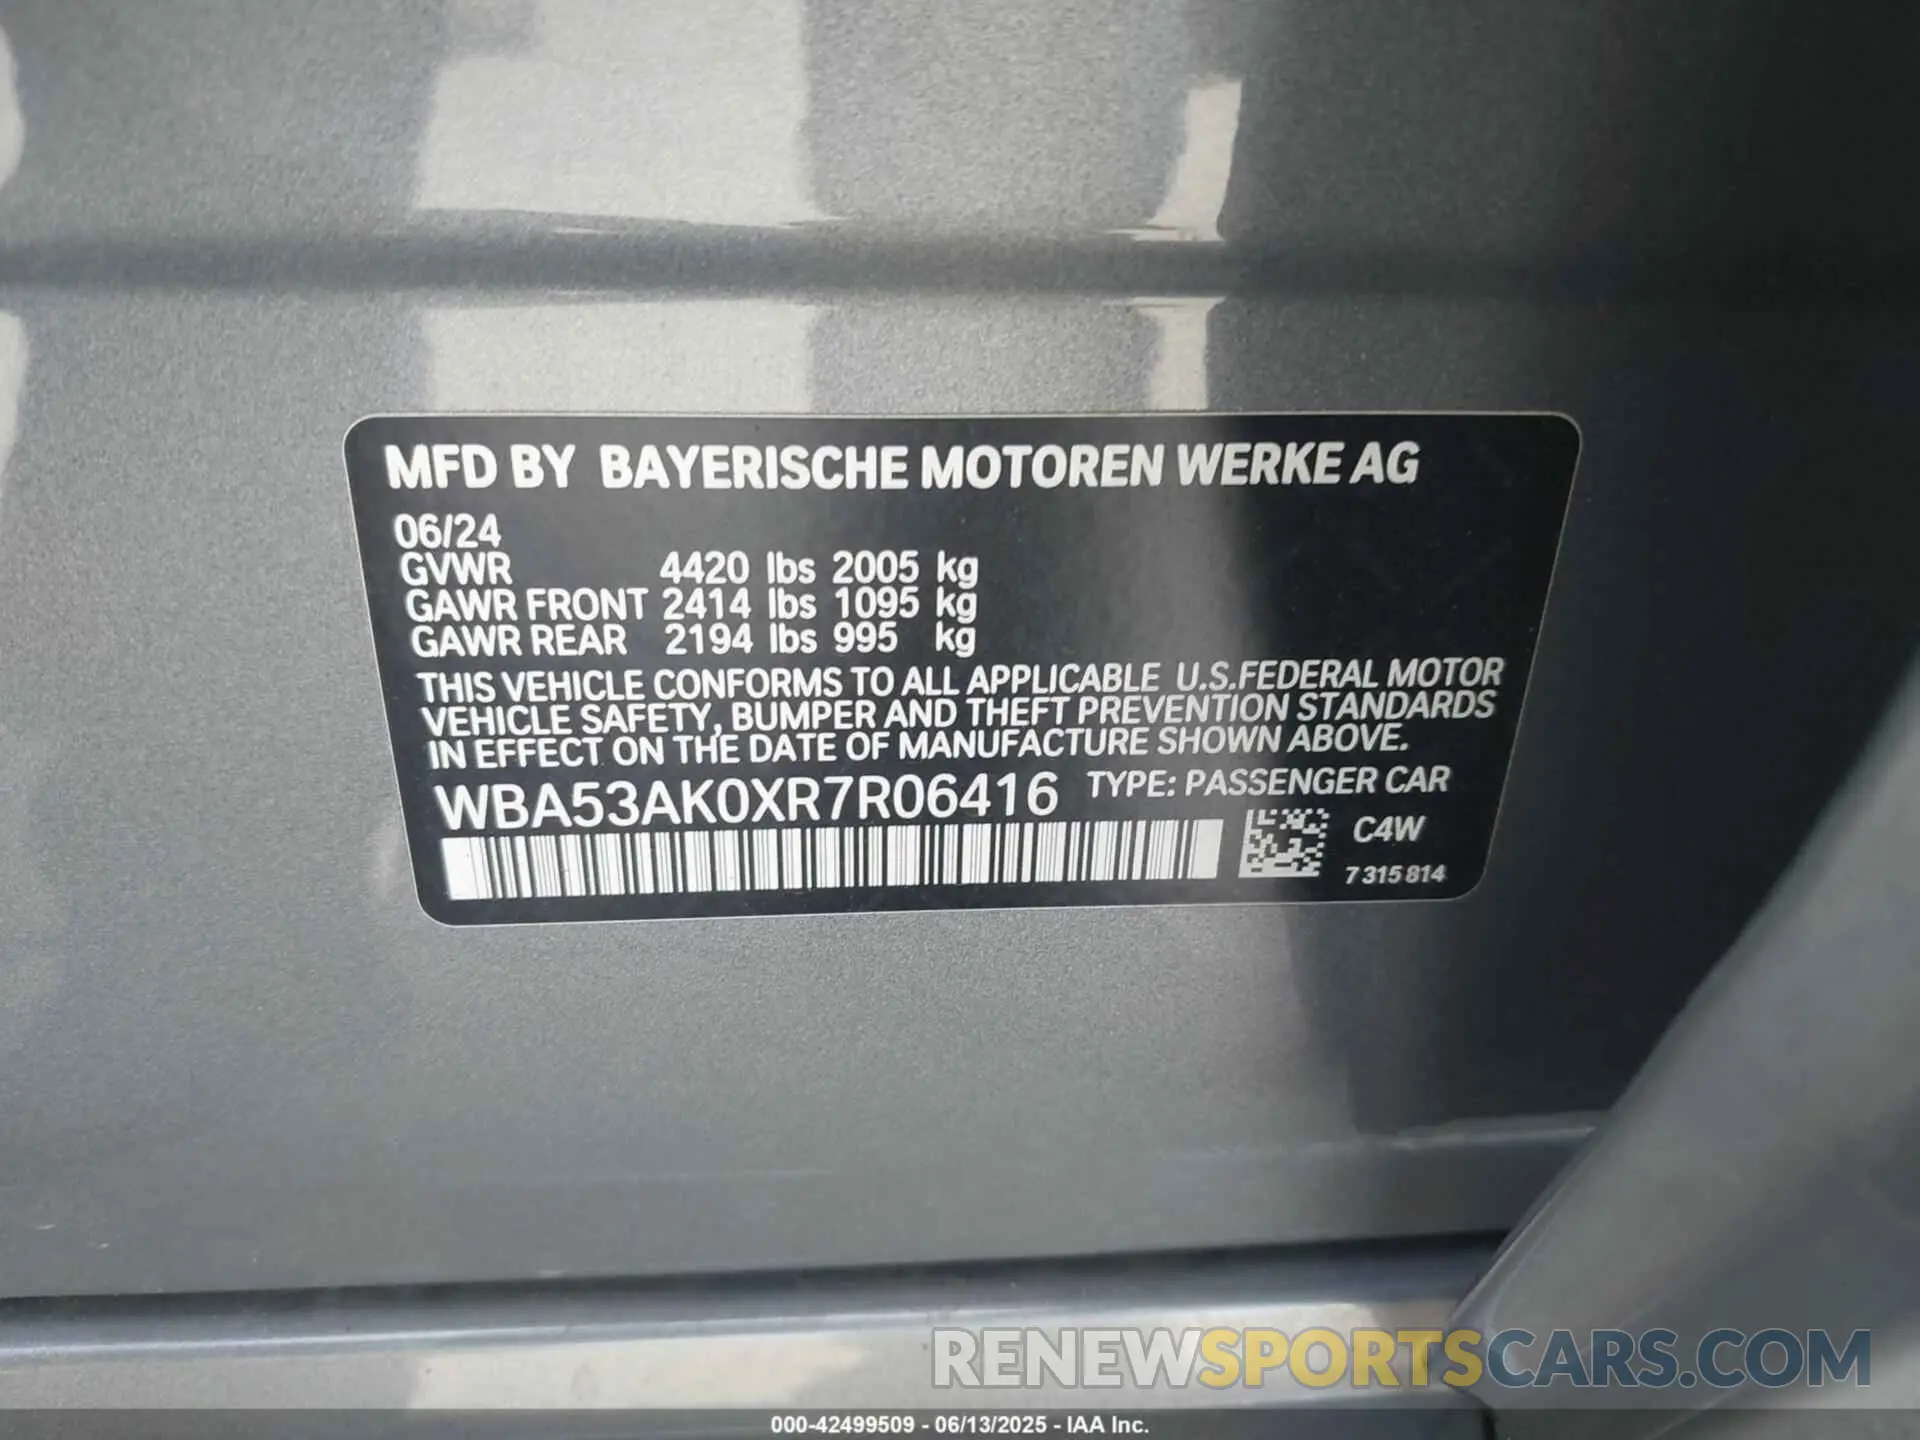 MFD BY BAYERISCHE MOTOREN WERKE AG
06/24
GVWR 4420 lbs 2005 kg
GAWR FRONT 2414 lbs 1095 kg
GAWR REAR 2194 lbs 995 kg
THIS VEHICLE CONFORMS TO ALL APPLICABLE U.S.FEDERAL MOTOR
VEHICLE SAFETY, BUMPER AND THEFT PREVENTION STANDARDS
IN EFFECT ON THE DATE OF MANUFACTURE SHOWN ABOVE.
WBA53AK0XR7R06416 TYPE: PASSENGER CAR
C4W
7315814
RENEWSPORTSCARS.COM
000-42499509 - 06/13/2025 - IAA Inc.